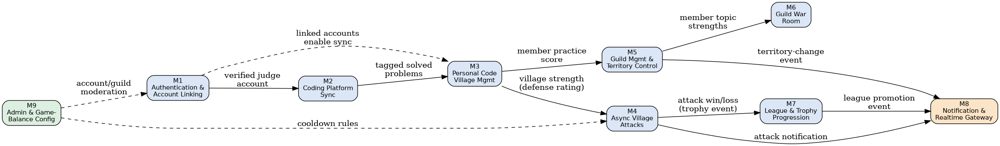 M9
Admin & Game-
Balance Config
account/guild
moderation
cooldown rules
M1
Authentication &
Account Linking
linked accounts
enable sync
verified judge
account
M2
Coding Platform
Sync
tagged solved
problems
M3
Personal Code
Village Mgmt
member practice
score
village strength
(defense rating)
M5
Guild Mgmt &
Territory Control
M4
Async Village
Attacks
member topic
strengths
territory-change
event
attack win/loss
(trophy event)
attack notification
M6
Guild War
Room
M7
League & Trophy
Progression
league promotion
event
M8
Notification &
Realtime Gateway